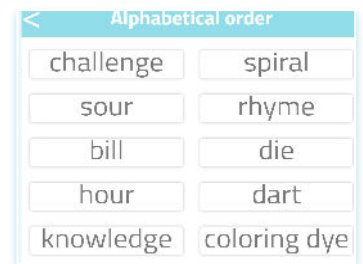 < Alphabetical order
challenge spiral
sour rhyme
bill die
hour dart
knowledge coloring dye